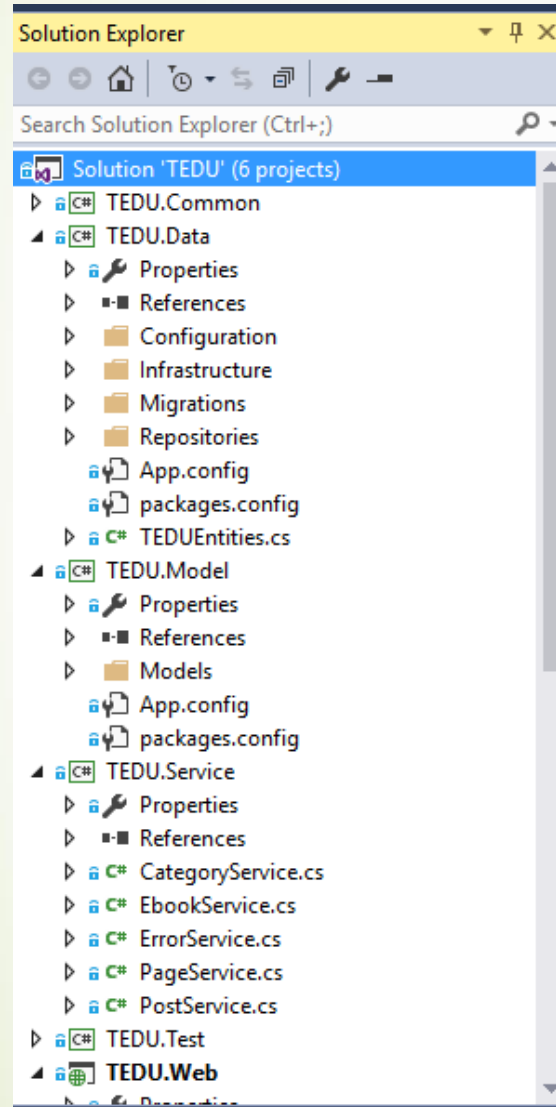 Solution Explorer
Search Solution Explorer (Ctrl+;)
Solution 'TEDU' (6 projects)
C# TEDU.Common
C# TEDU.Data
Properties
References
Configuration
Infrastructure
Migrations
Repositories
App.config
packages.config
C# TEDUEntities.cs
C# TEDU.Model
Properties
References
Models
App.config
packages.config
C# TEDU.Service
Properties
References
C# CategoryService.cs
C# EbookService.cs
C# ErrorService.cs
C# PageService.cs
C# PostService.cs
C# TEDU.Test
TEDU.Web